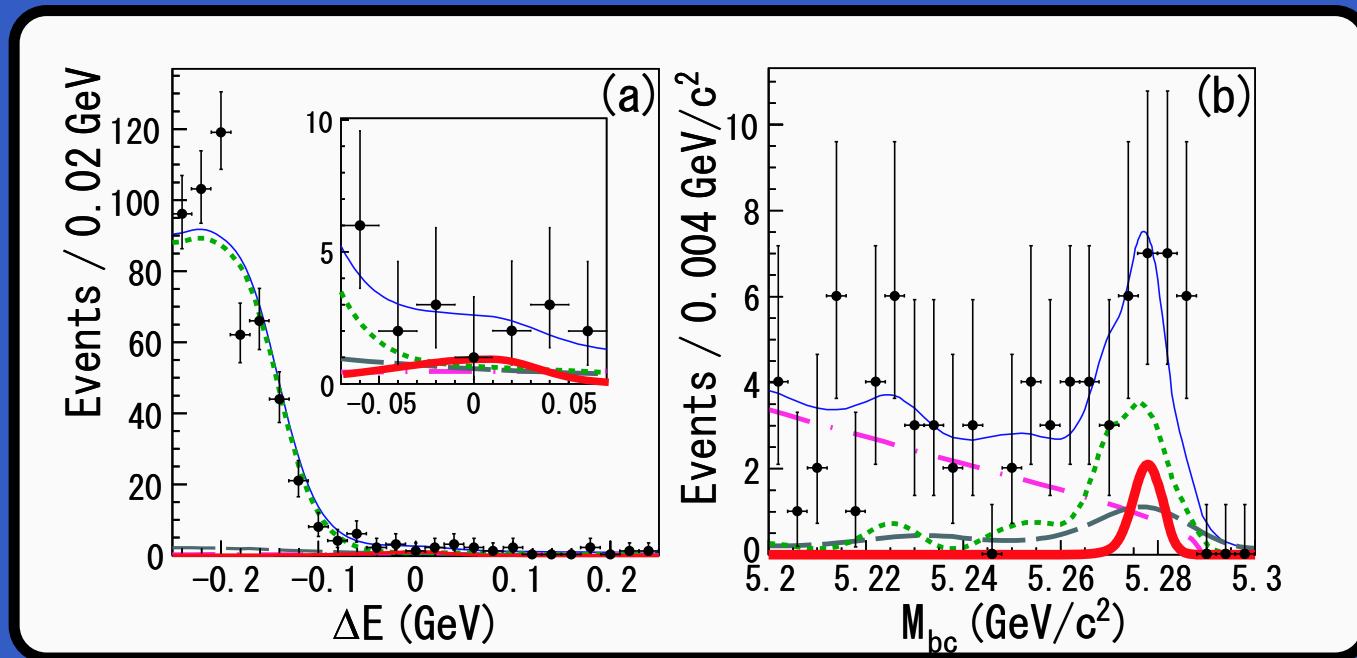 (a)
Events / 0.02 GeV
120
100
80
60
40
20
0
−0.2 −0.1 0 0.1 0.2
ΔE (GeV)
10
5
0
−0.05 0 0.05
(b)
Events / 0.004 GeV/c²
10
8
6
4
2
0
5.2 5.22 5.24 5.26 5.28 5.3
M_bc (GeV/c²)